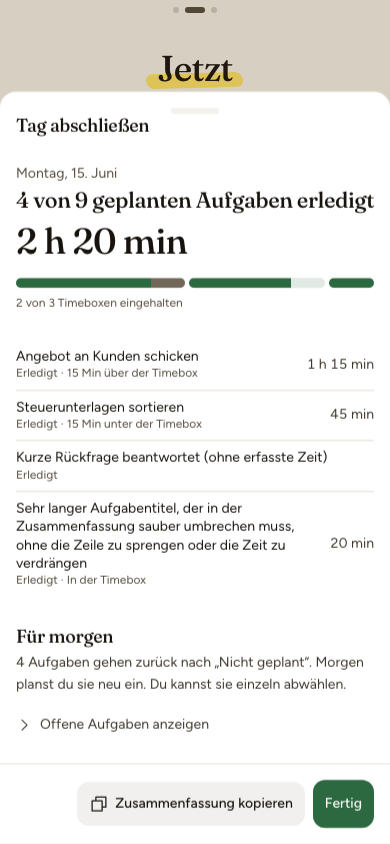 Jetzt
Tag abschließen
Montag, 15. Juni
4 von 9 geplanten Aufgaben erledigt
2 h 20 min
2 von 3 Timeboxen eingehalten
Angebot an Kunden schicken
1 h 15 min
Erledigt · 15 Min über der Timebox
Steuerunterlagen sortieren
45 min
Erledigt · 15 Min unter der Timebox
Kurze Rückfrage beantwortet (ohne erfasste Zeit)
Erledigt
Sehr langer Aufgabentitel, der in der
Zusammenfassung sauber umbrechen muss,
ohne die Zeile zu sprengen oder die Zeit zu
verdrängen
20 min
Erledigt · In der Timebox
Für morgen
4 Aufgaben gehen zurück nach „Nicht geplant“. Morgen
planst du sie neu ein. Du kannst sie einzeln abwählen.
Offene Aufgaben anzeigen
Zusammenfassung kopieren
Fertig